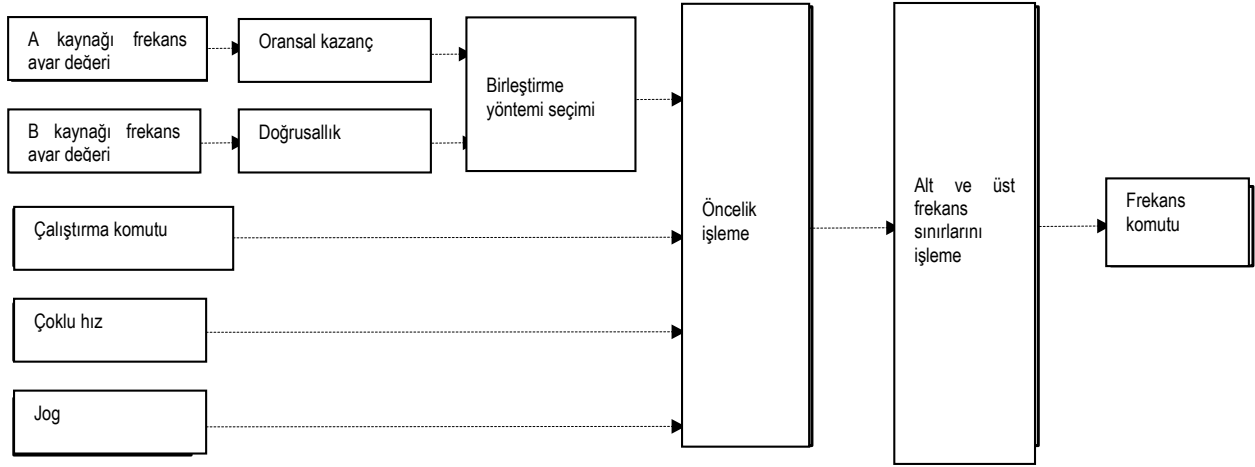 A kaynağı frekans
ayar değeri
Oransal kazanç
Birleştirme
yöntemi seçimi
B kaynağı frekans
ayar değeri
Doğrusallık
Çalıştırma komutu
Çoklu hız
Jog
Öncelik
işleme
Alt ve üst
frekans
sınırlarını
işleme
Frekans
komutu